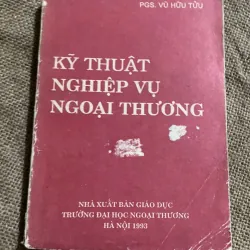 PGS. VŨ HỮU TỬU
KỸ THUẬT
NGHIỆP VỤ
NGOẠI THƯƠNG
NHÀ XUẤT BẢN GIÁO DỤC
TRƯỜNG ĐẠI HỌC NGOẠI THƯƠNG
HÀ NỘI 1993